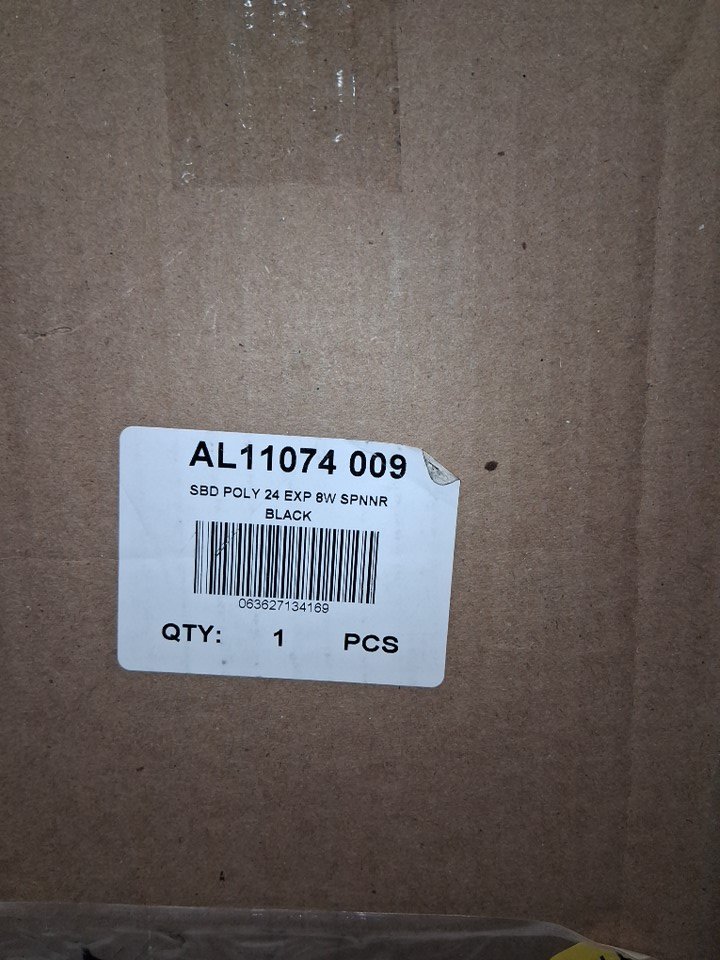 AL11074 009
SBD POLY 24 EXP 8W SPNNR
BLACK
063627134169
QTY: 1 PCS